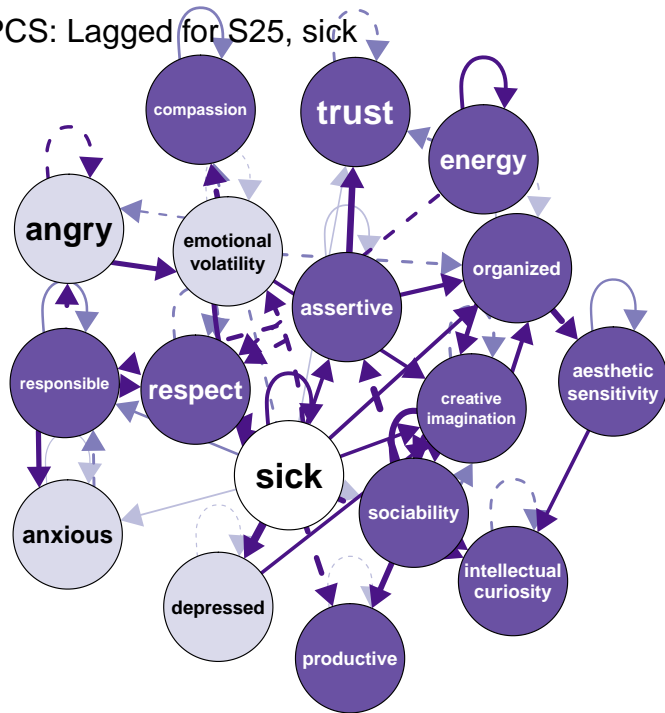 PCS: Lagged for S25, sick
compassion
trust
energy
angry
emotional
volatility
organized
assertive
responsible
respect
aesthetic
sensitivity
creative
imagination
sick
sociability
anxious
intellectual
curiosity
depressed
productive